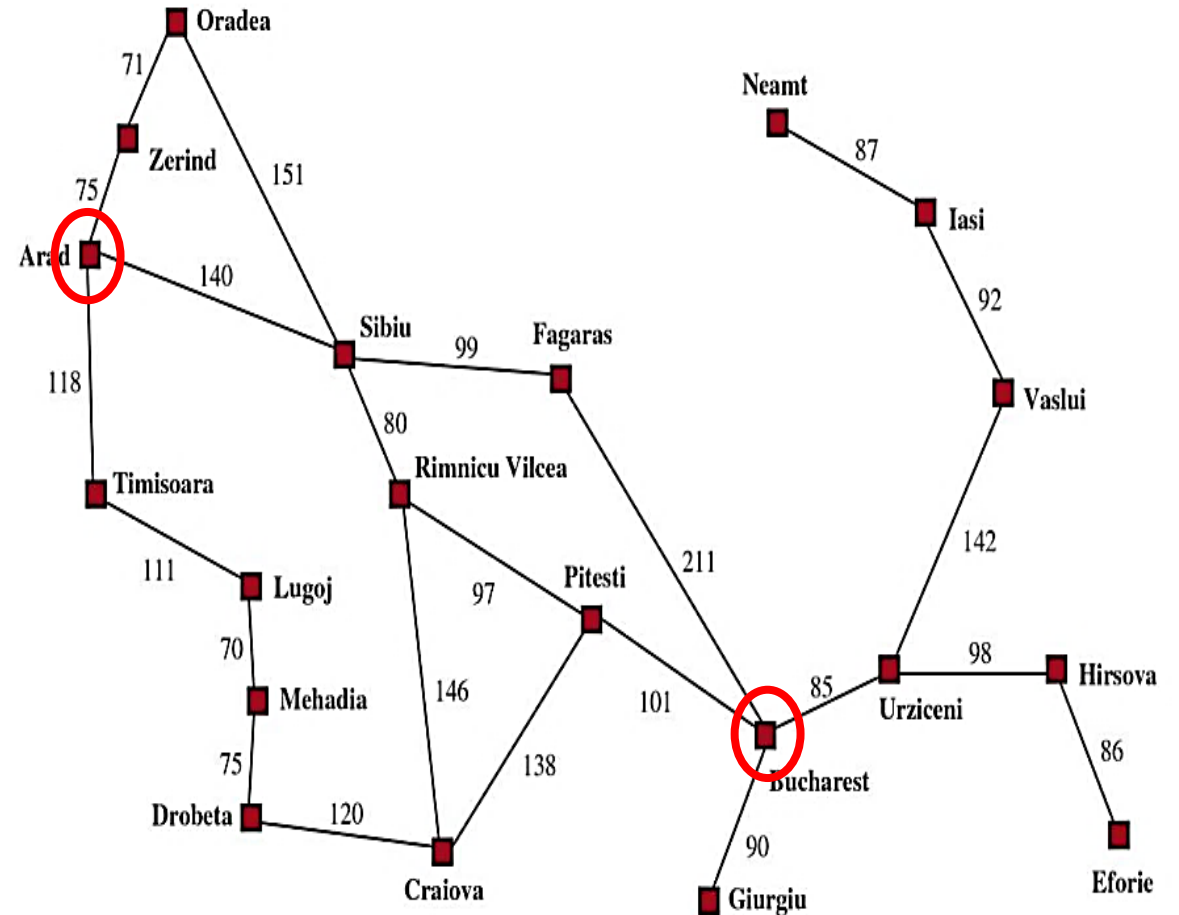 Oradea
71
Neamt
87
Zerind
151
75
Iasi
Arad
140
92
Sibiu
Fagaras
99
118
Vaslui
80
Rimnicu Vilcea
Timisoara
142
211
111
Pitesti
97
Lugoj
70
98
Hirsova
146
85
Mehadia
101
Urziceni
75
138
86
Bucharest
Drobeta
120
90
Craiova
Eforie
Giurgiu